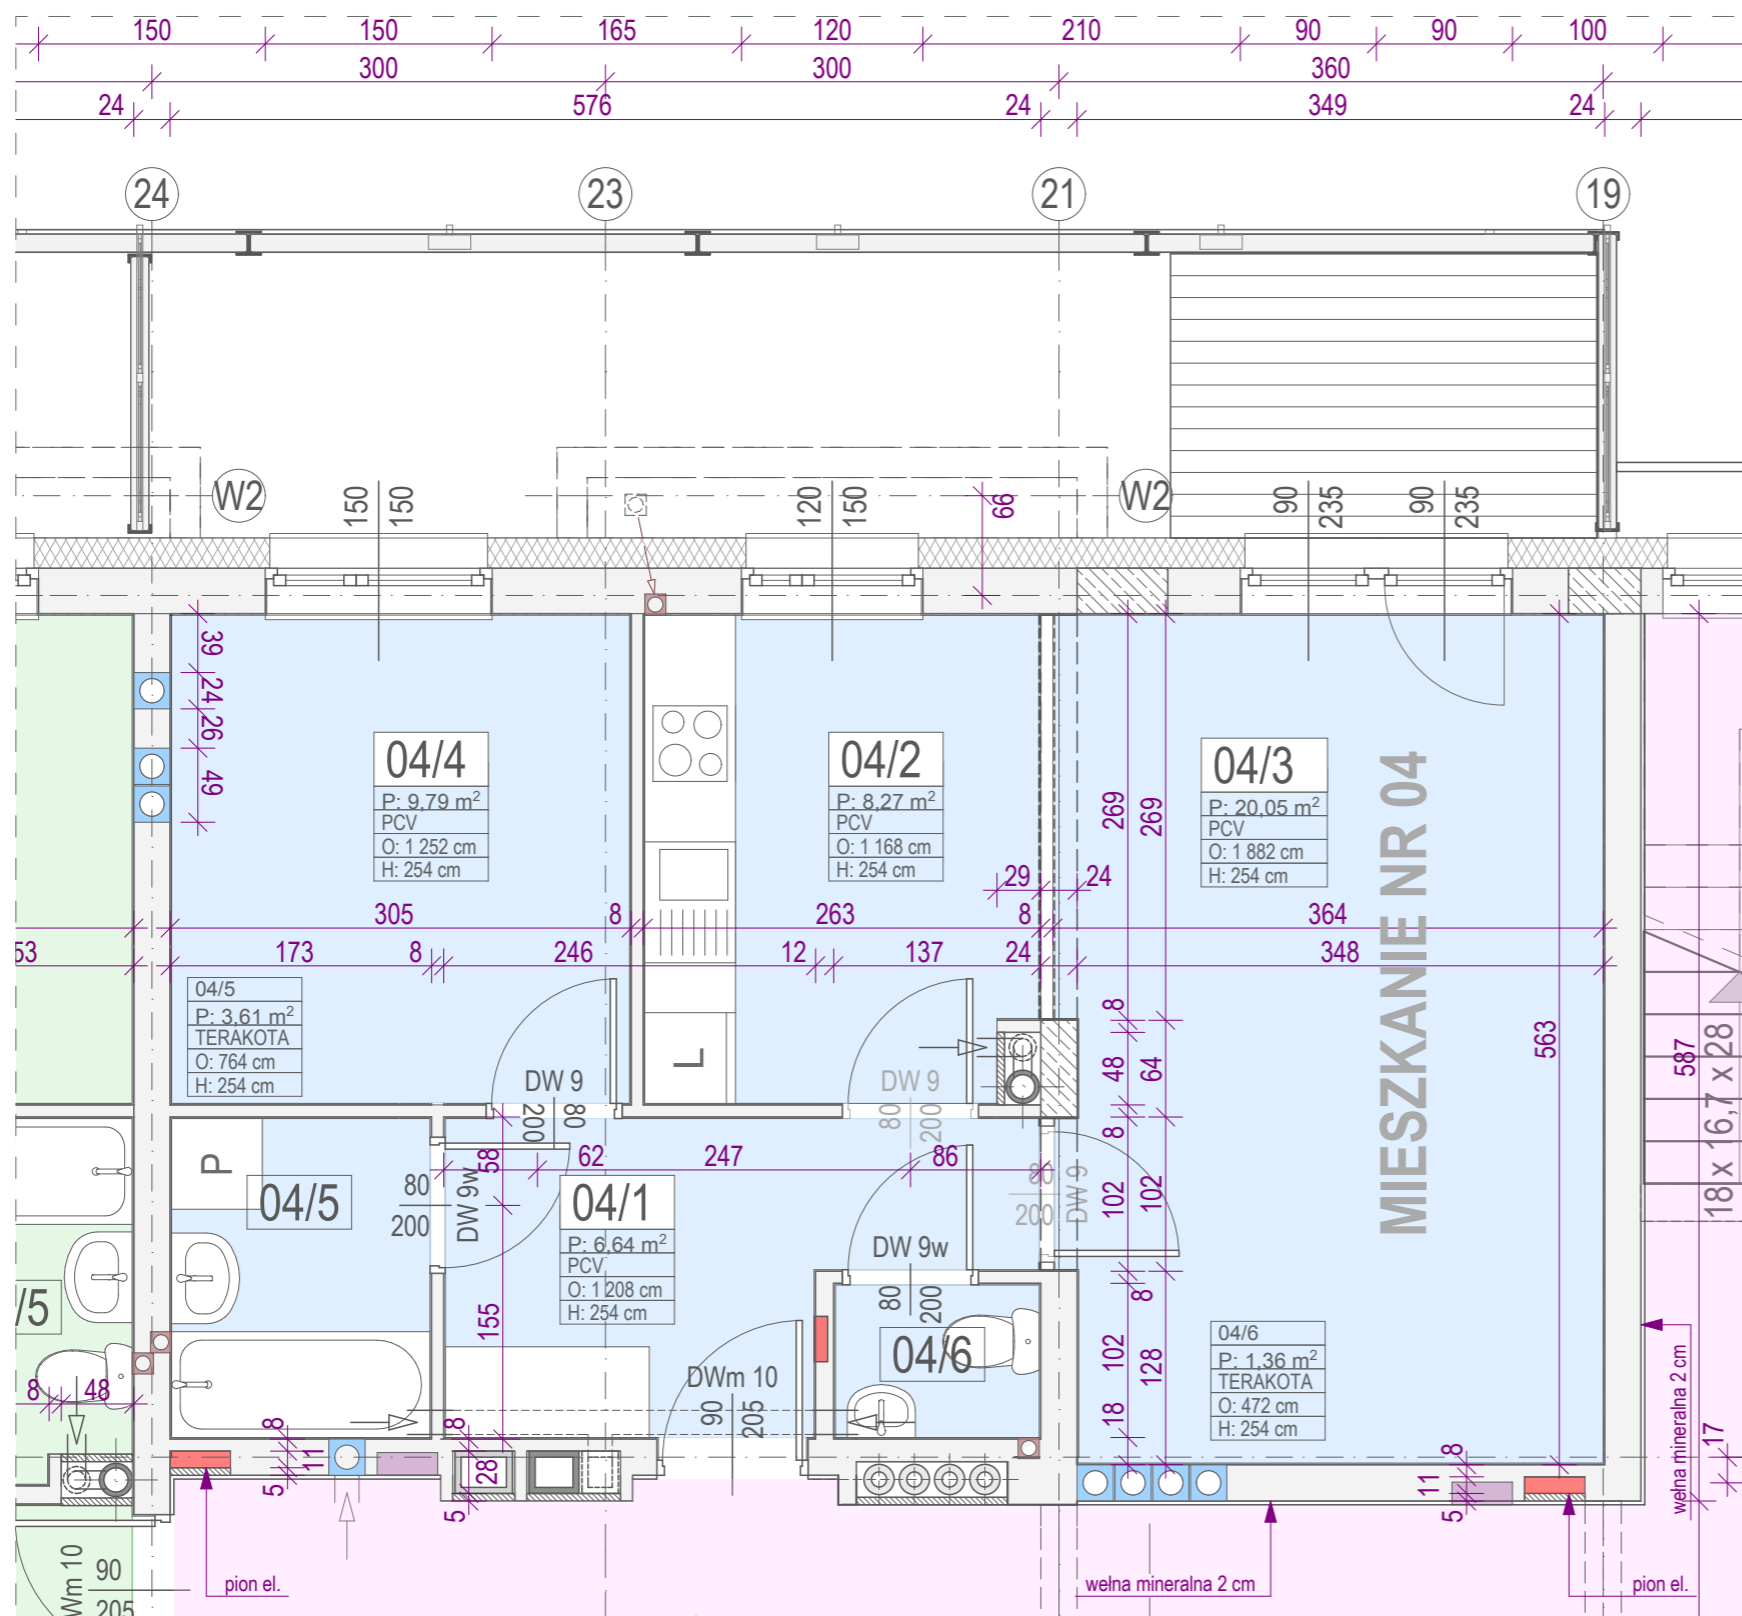 150 150 165 120 210 90 90 100
300 300 360
24 576 24 349 24
24 23 21 19
W2 150 150 120 150 66 W2 90 235 90 235
39
24
26
49
04/4
P: 9,79 m²
PCV
O: 1 252 cm
H: 254 cm
04/2
P: 8,27 m²
PCV
O: 1 168 cm
H: 254 cm
04/3
P: 20,05 m²
PCV
O: 1 882 cm
H: 254 cm
MIESZKANIE NR 04
269 269
29 24
305 8 263 8 364
53 173 8 246 12 137 24 348
04/5
P: 3,61 m²
TERAKOTA
O: 764 cm
H: 254 cm
L
8
48 64
563
587
18 x 16,7 x 28
DW 9
80
200
DW 9
80
200
8
P
04/5
80
200
DW 9w
58
62 247 86
80
200
DW 9
102 102
04/1
P: 6,64 m²
PCV
O: 1 208 cm
H: 254 cm
155
DW 9w
80
200
8
/5
04/6
102 128
18
04/6
P: 1,36 m²
TERAKOTA
O: 472 cm
H: 254 cm
DWm 10
90
205
8 48
8
11
5
8
28
5
8
11
5
17
wełna mineralna 2 cm
Wm 10
90
205
pion el.
wełna mineralna 2 cm
pion el.